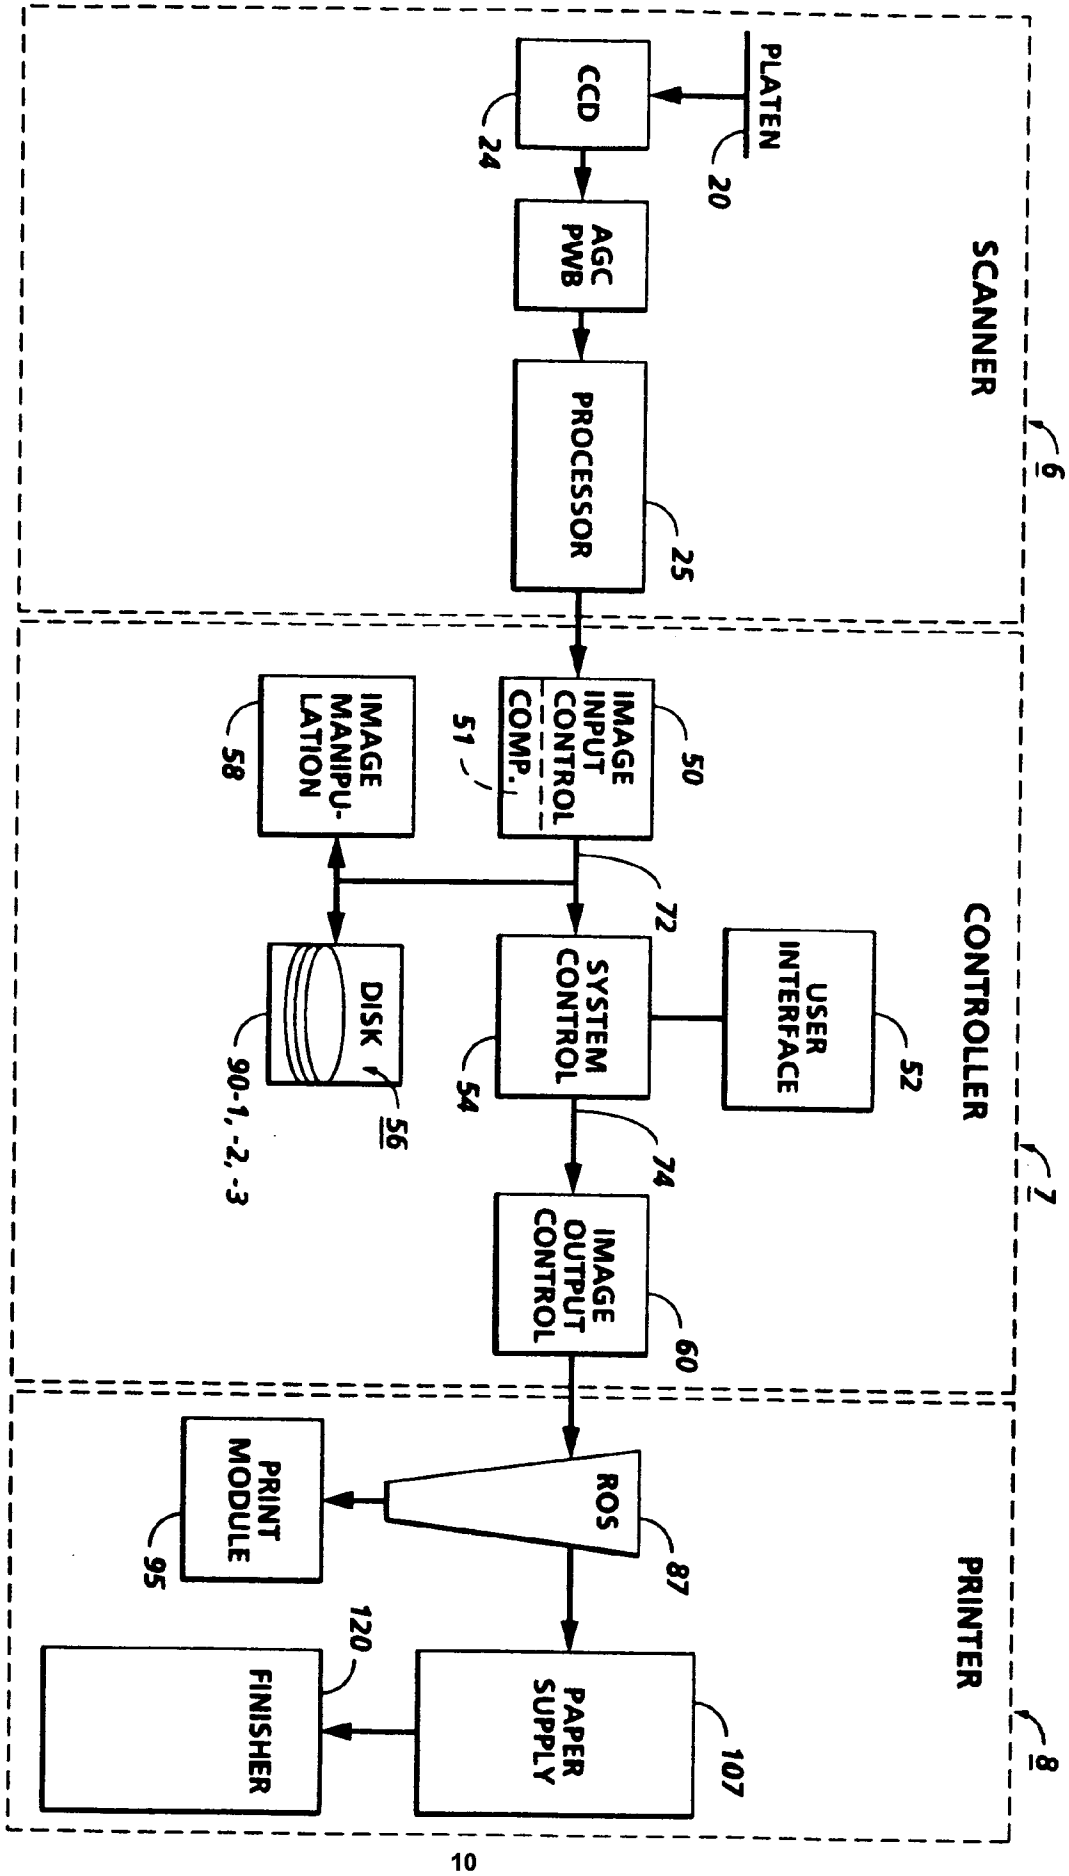 SCANNER
6
PLATEN
20
CCD
24
AGC
PWB
PROCESSOR
25
CONTROLLER
7
IMAGE
INPUT
CONTROL
COMP.
50
51
72
IMAGE
MANIPU-
LATION
58
USER
INTERFACE
52
SYSTEM
CONTROL
54
DISK
56
90-1, -2, -3
74
IMAGE
OUTPUT
CONTROL
60
PRINTER
8
ROS
87
PRINT
MODULE
95
PAPER
SUPPLY
107
FINISHER
120
10